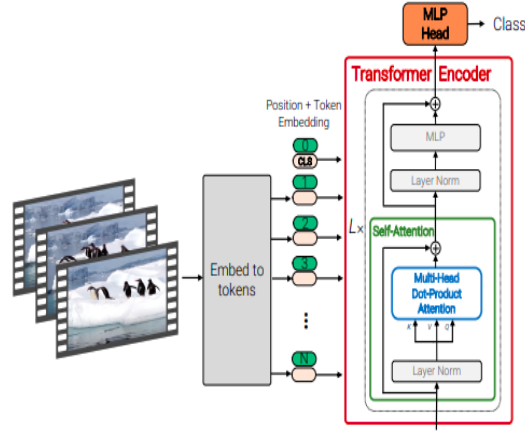 MLP
Head
Class
Transformer Encoder
Position + Token
Embedding
0
CLS
1
2
3
N
Embed to
tokens
L×
MLP
Layer Norm
Self-Attention
Multi-Head
Dot-Product
Attention
K V Q
Layer Norm